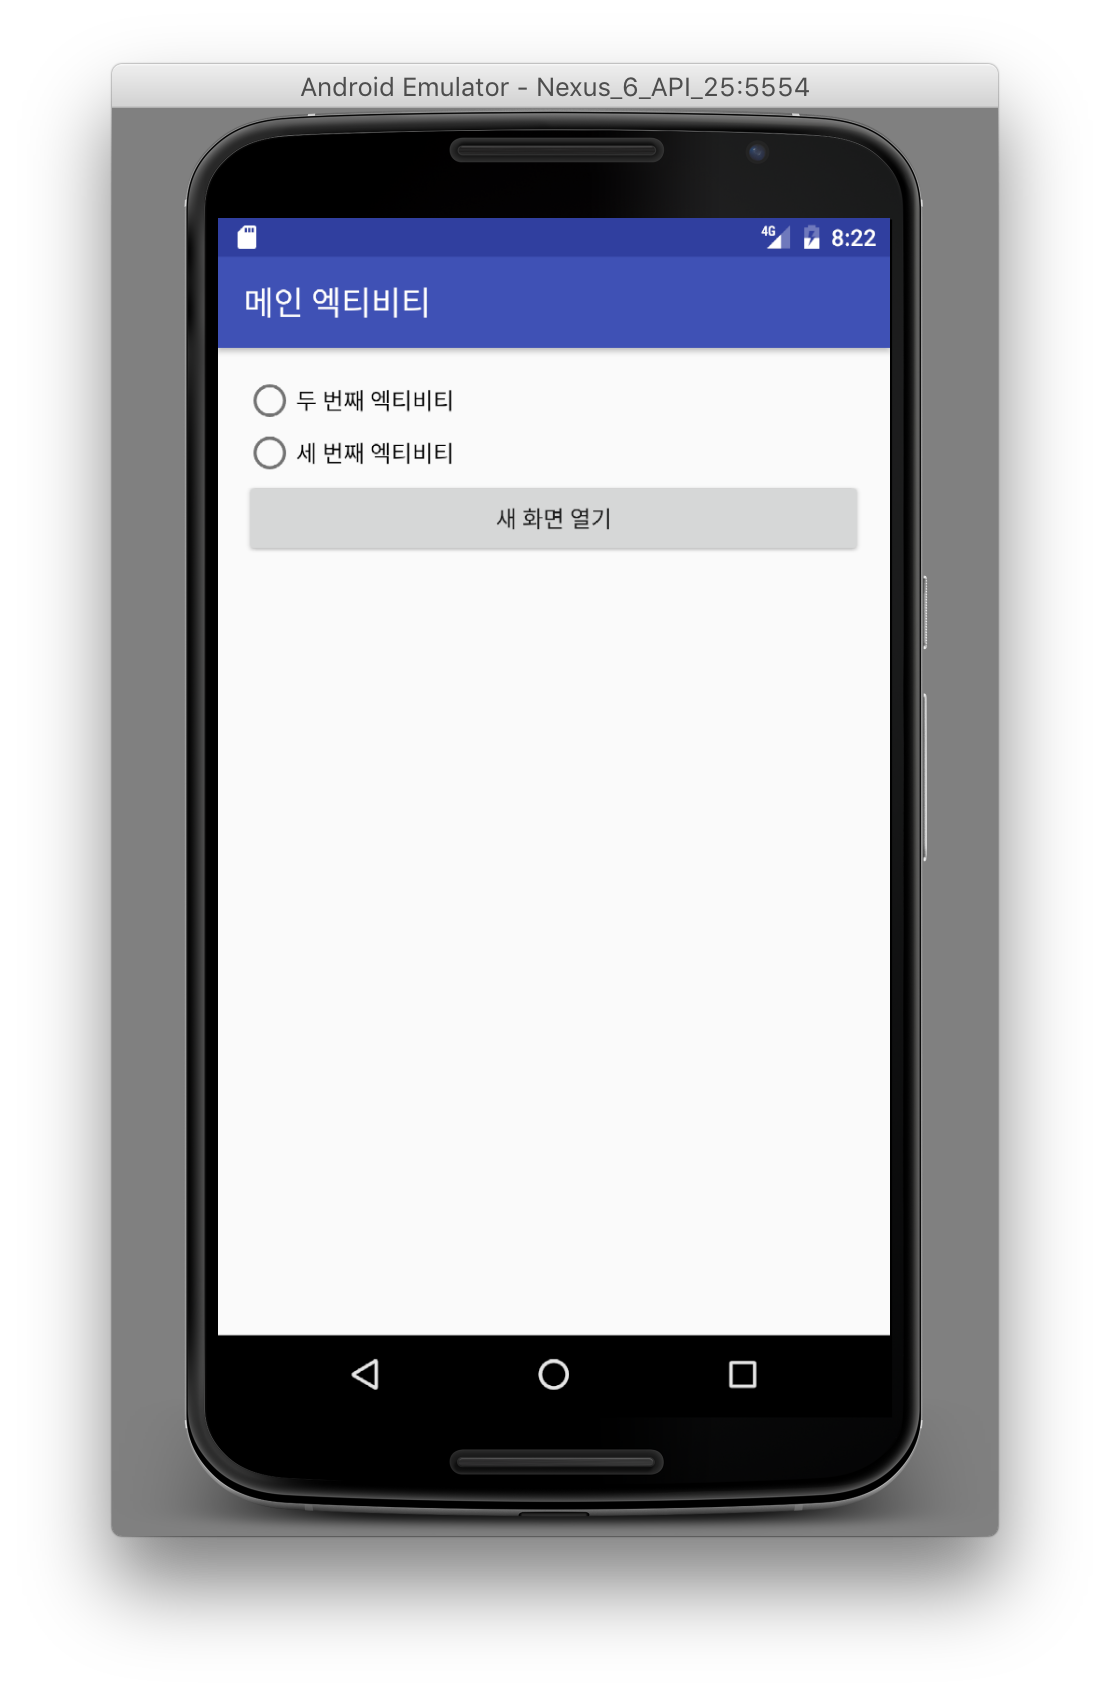 Android Emulator - Nexus_6_API_25:5554
4G 8:22
메인 엑티비티
두 번째 엑티비티
세 번째 엑티비티
새 화면 열기